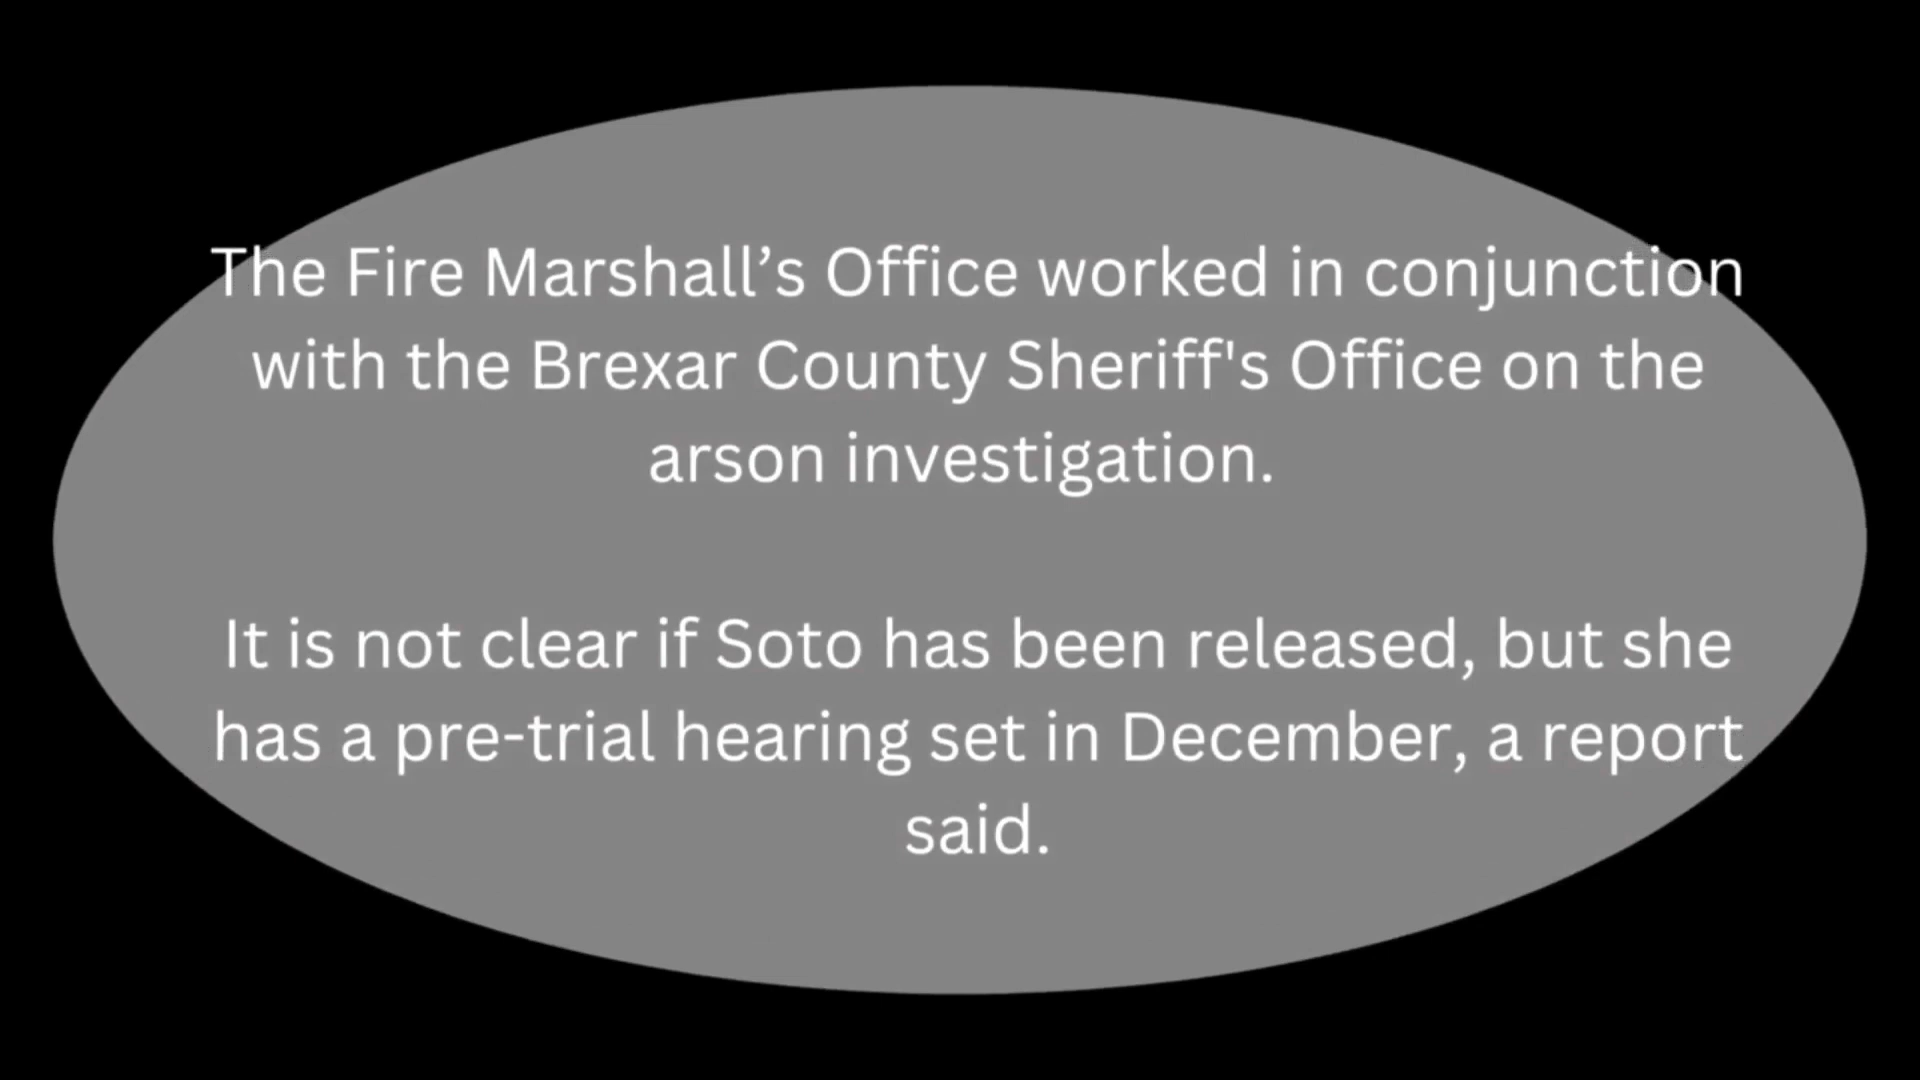 The Fire Marshall’s Office worked in conjunction
with the Brexar County Sheriff's Office on the
arson investigation.
It is not clear if Soto has been released, but she
has a pre-trial hearing set in December, a report
said.